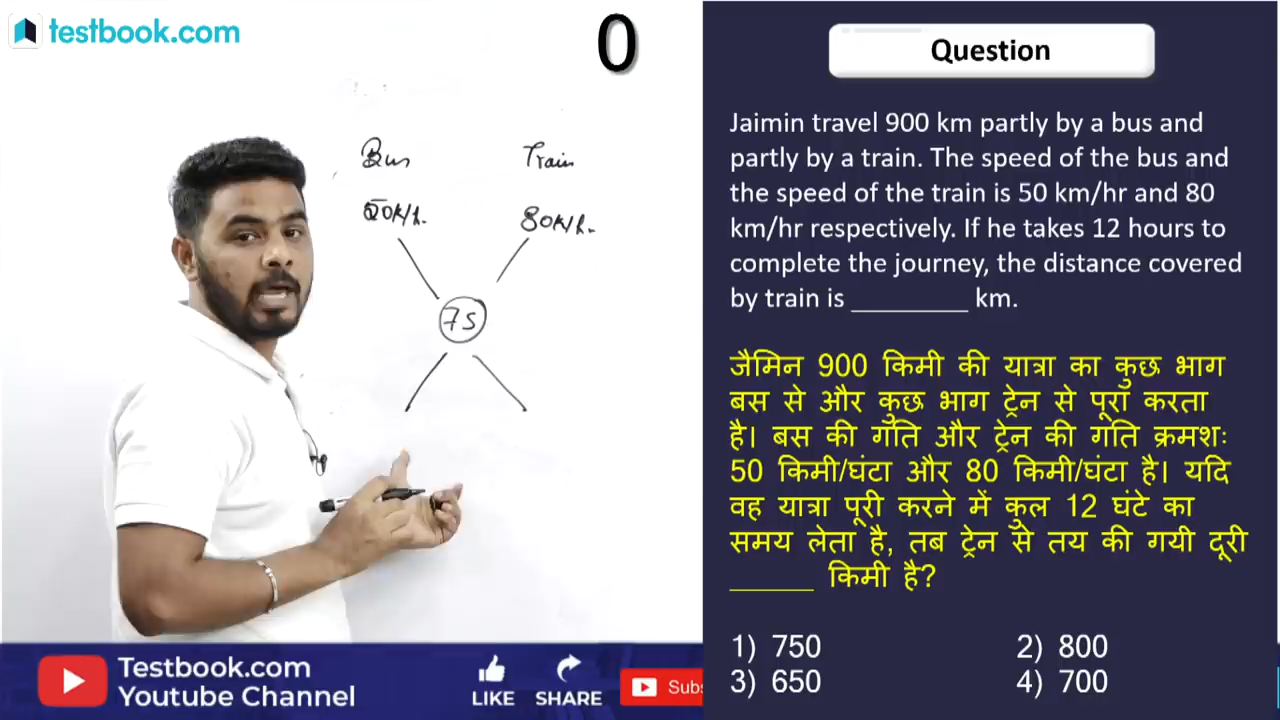 testbook.com
0
Bus
Train
50K/h.
80K/h.
75
Question
Jaimin travel 900 km partly by a bus and
partly by a train. The speed of the bus and
the speed of the train is 50 km/hr and 80
km/hr respectively. If he takes 12 hours to
complete the journey, the distance covered
by train is _________ km.
जैमिन 900 किमी की यात्रा का कुछ भाग
बस से और कुछ भाग ट्रेन से पूरा करता
है। बस की गति और ट्रेन की गति क्रमशः
50 किमी/घंटा और 80 किमी/घंटा है। यदि
वह यात्रा पूरी करने में कुल 12 घंटे का
समय लेता है, तब ट्रेन से तय की गयी दूरी
______ किमी है?
1) 750
2) 800
3) 650
4) 700
Testbook.com
Youtube Channel
LIKE
SHARE
Subs